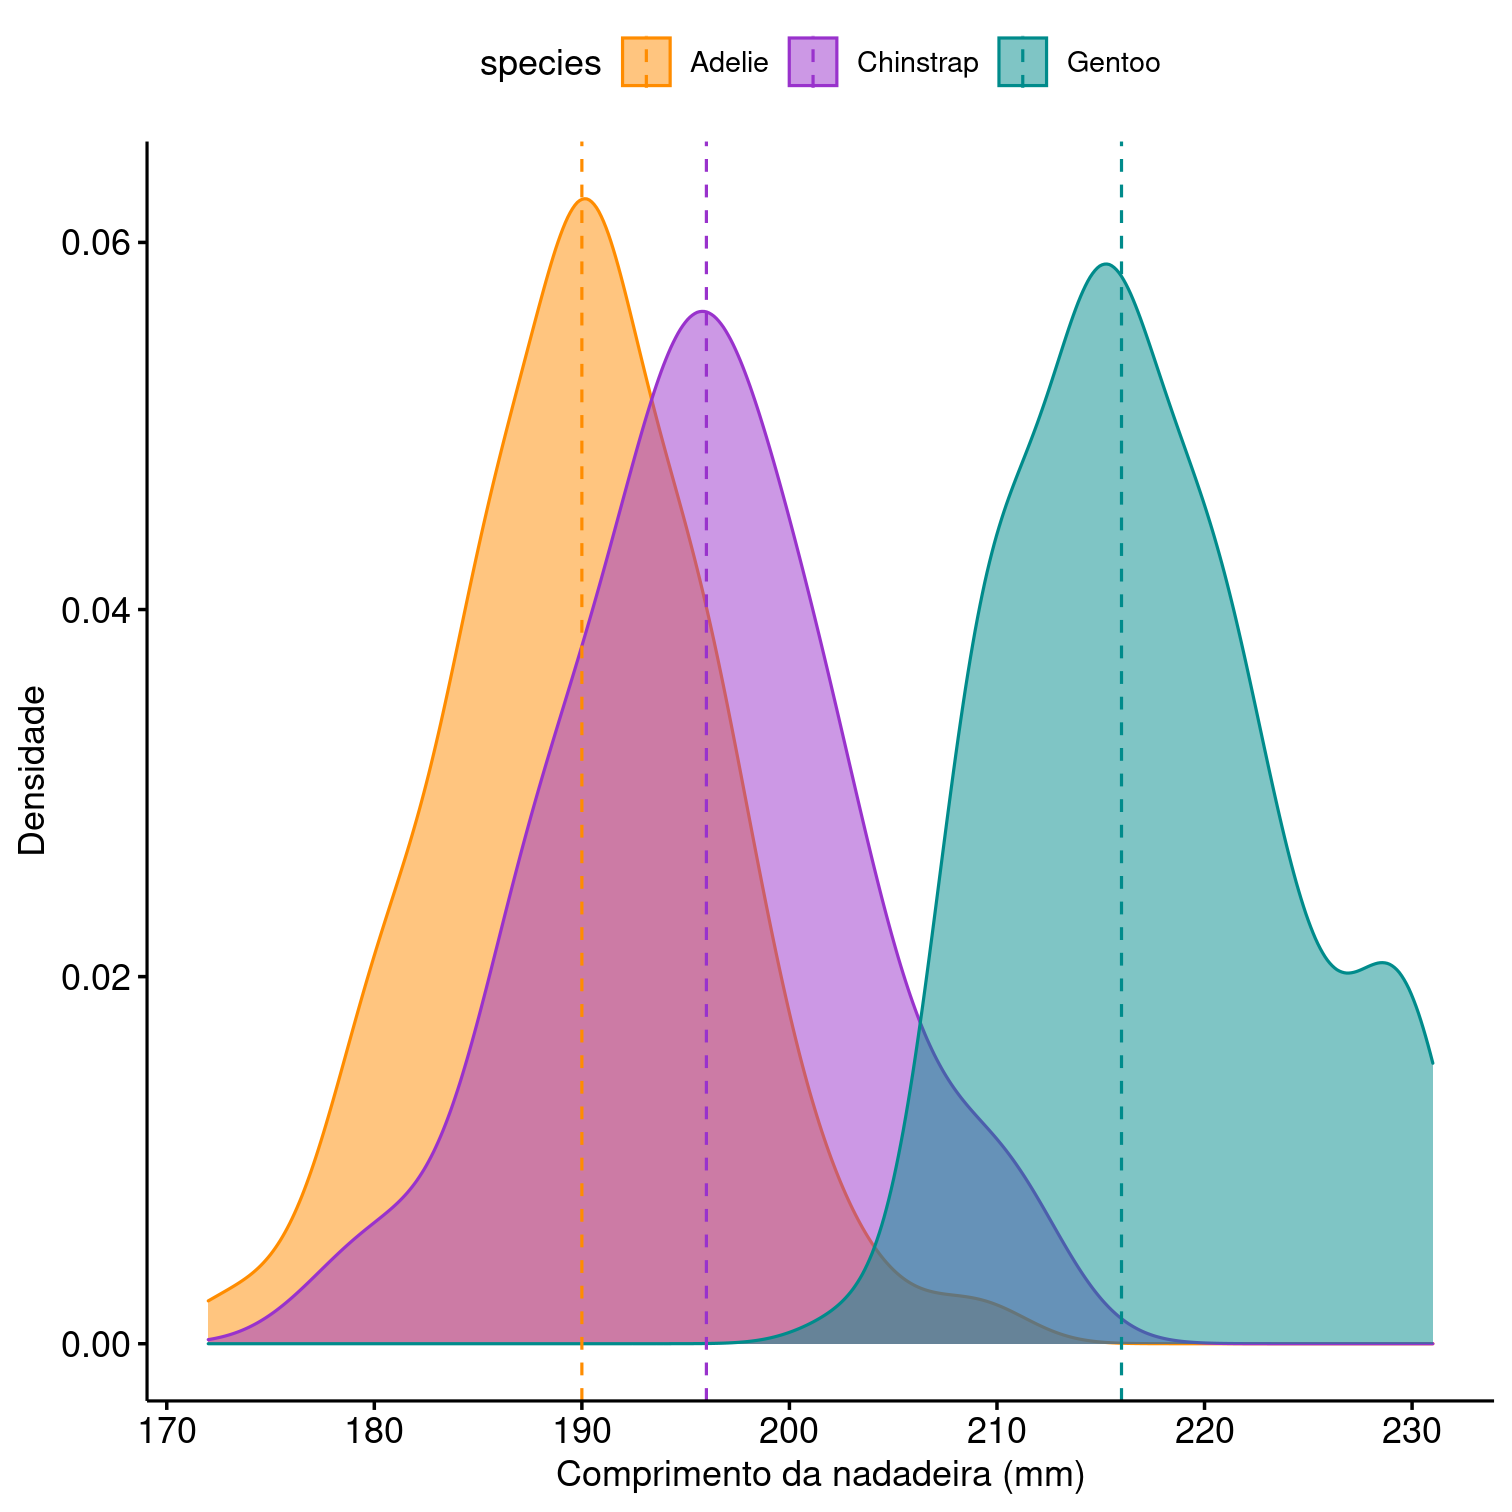 species Adelie Chinstrap Gentoo
0.06
0.04
0.02
0.00
Densidade
170 180 190 200 210 220 230
Comprimento da nadadeira (mm)